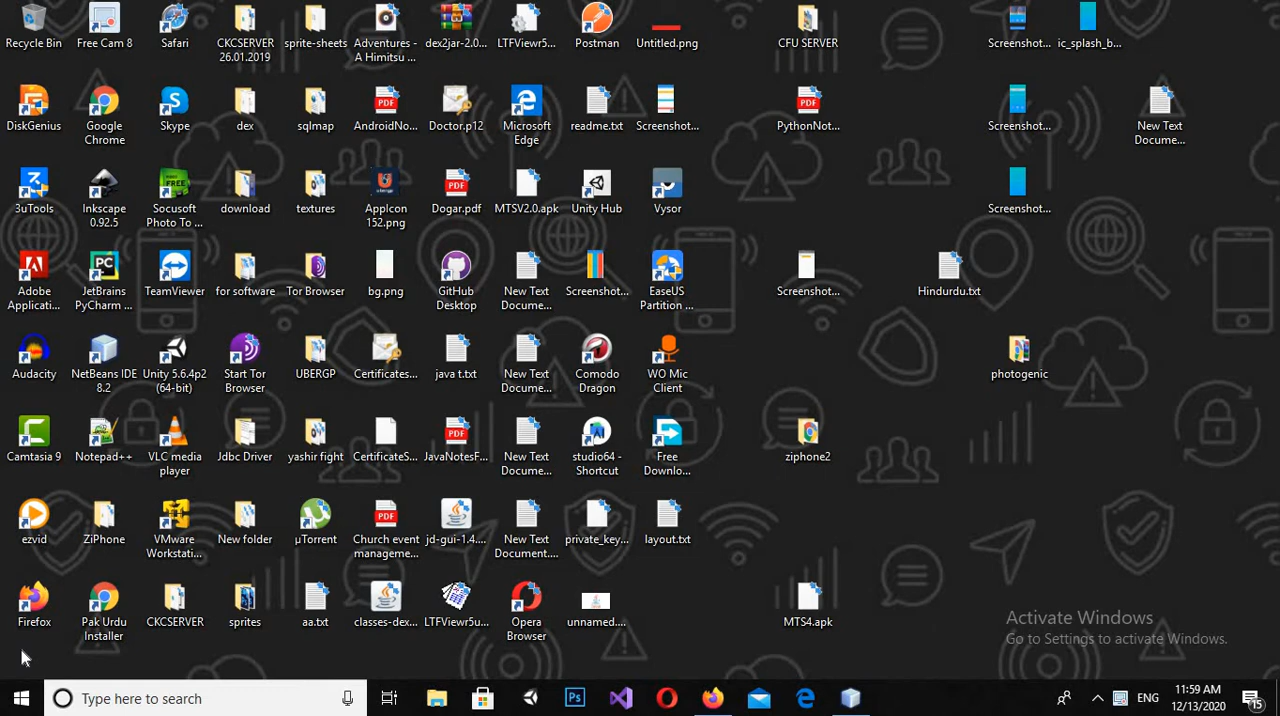 Recycle Bin
Free Cam 8
Safari
CKCSERVER
26.01.2019
sprite-sheets
Adventures -
A Himitsu ...
dex2jar-2.0...
LTFViewr5...
Postman
Untitled.png
CFU SERVER
Screenshot...
ic_splash_b...
DiskGenius
Google
Chrome
Skype
dex
sqlmap
AndroidNo...
Doctor.p12
Microsoft
Edge
readme.txt
Screenshot...
PythonNot...
Screenshot...
New Text
Docume...
3uTools
Inkscape
0.92.5
Socusoft
Photo To ...
download
textures
AppIcon
152.png
Dogar.pdf
MTSV2.0.apk
Unity Hub
Vysor
Screenshot...
Adobe
Applicati...
JetBrains
PyCharm ...
TeamViewer
for software
Tor Browser
bg.png
GitHub
Desktop
New Text
Docume...
Screenshot...
EaseUS
Partition ...
Screenshot...
Hindurdu.txt
Audacity
NetBeans IDE
8.2
Unity 5.6.4p2
(64-bit)
Start Tor
Browser
UBERGP
Certificates...
java t.txt
New Text
Docume...
Comodo
Dragon
WO Mic
Client
photogenic
Camtasia 9
Notepad++
VLC media
player
Jdbc Driver
yashir fight
CertificateS...
JavaNotesF...
New Text
Docume...
studio64 -
Shortcut
Free
Downlo...
ziphone2
ezvid
ZiPhone
VMware
Workstati...
New folder
µTorrent
Church event
manageme...
jd-gui-1.4....
New Text
Document....
private_key...
layout.txt
Firefox
Pak Urdu
Installer
CKCSERVER
sprites
aa.txt
classes-dex...
LTFViewr5u...
Opera
Browser
unnamed....
MTS4.apk
Activate Windows
Go to Settings to activate Windows.
Type here to search
Ps
ENG
11:59 AM
12/13/2020
15